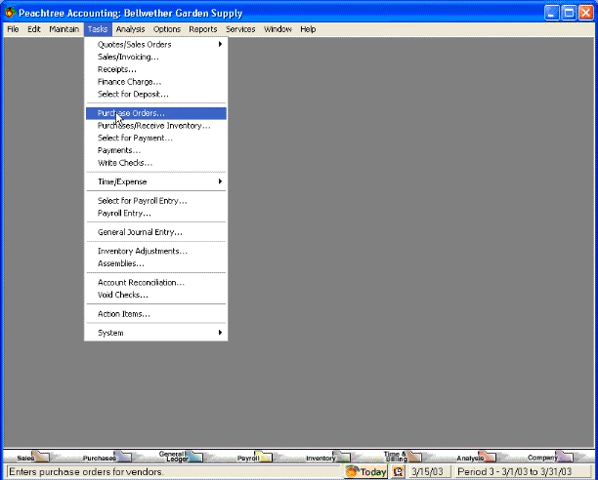 Peachtree Accounting: Bellwether Garden Supply
File Edit Maintain Tasks Analysis Options Reports Services Window Help
Quotes/Sales Orders
Sales/Invoicing...
Receipts...
Finance Charge...
Select for Deposit...
Purchase Orders...
Purchases/Receive Inventory...
Select for Payment...
Payments...
Write Checks...
Time/Expense
Select for Payroll Entry...
Payroll Entry...
General Journal Entry...
Inventory Adjustments...
Assemblies...
Account Reconciliation...
Void Checks...
Action Items...
System
Sales Purchases General Ledger Payroll Inventory Time & Billing Analysis Company
Enters purchase orders for vendors. Today 3/15/03 Period 3 - 3/1/03 to 3/31/03